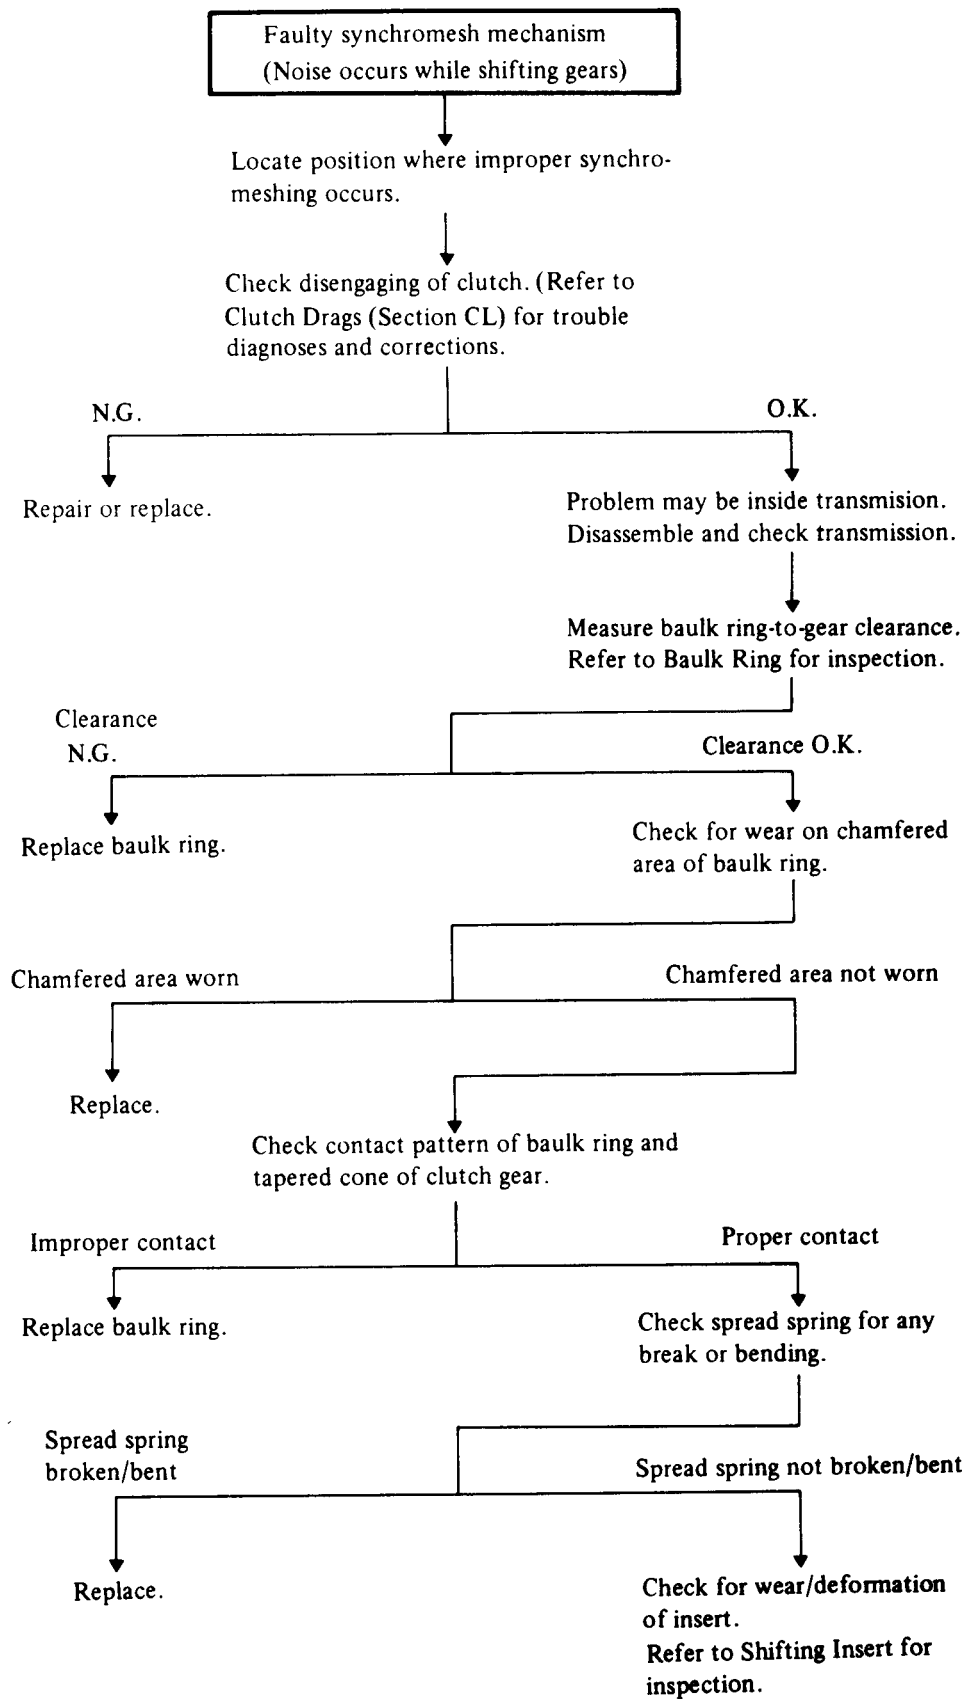 Faulty synchromesh mechanism
(Noise occurs while shifting gears)
Locate position where improper synchro-
meshing occurs.
Check disengaging of clutch. (Refer to
Clutch Drags (Section CL) for trouble
diagnoses and corrections.
N.G.
O.K.
Repair or replace.
Problem may be inside transmision.
Disassemble and check transmission.
Measure baulk ring-to-gear clearance.
Refer to Baulk Ring for inspection.
Clearance
N.G.
Clearance O.K.
Replace baulk ring.
Check for wear on chamfered
area of baulk ring.
Chamfered area worn
Chamfered area not worn
Replace.
Check contact pattern of baulk ring and
tapered cone of clutch gear.
Improper contact
Proper contact
Replace baulk ring.
Check spread spring for any
break or bending.
Spread spring
broken/bent
Spread spring not broken/bent
Replace.
Check for wear/deformation
of insert.
Refer to Shifting Insert for
inspection.